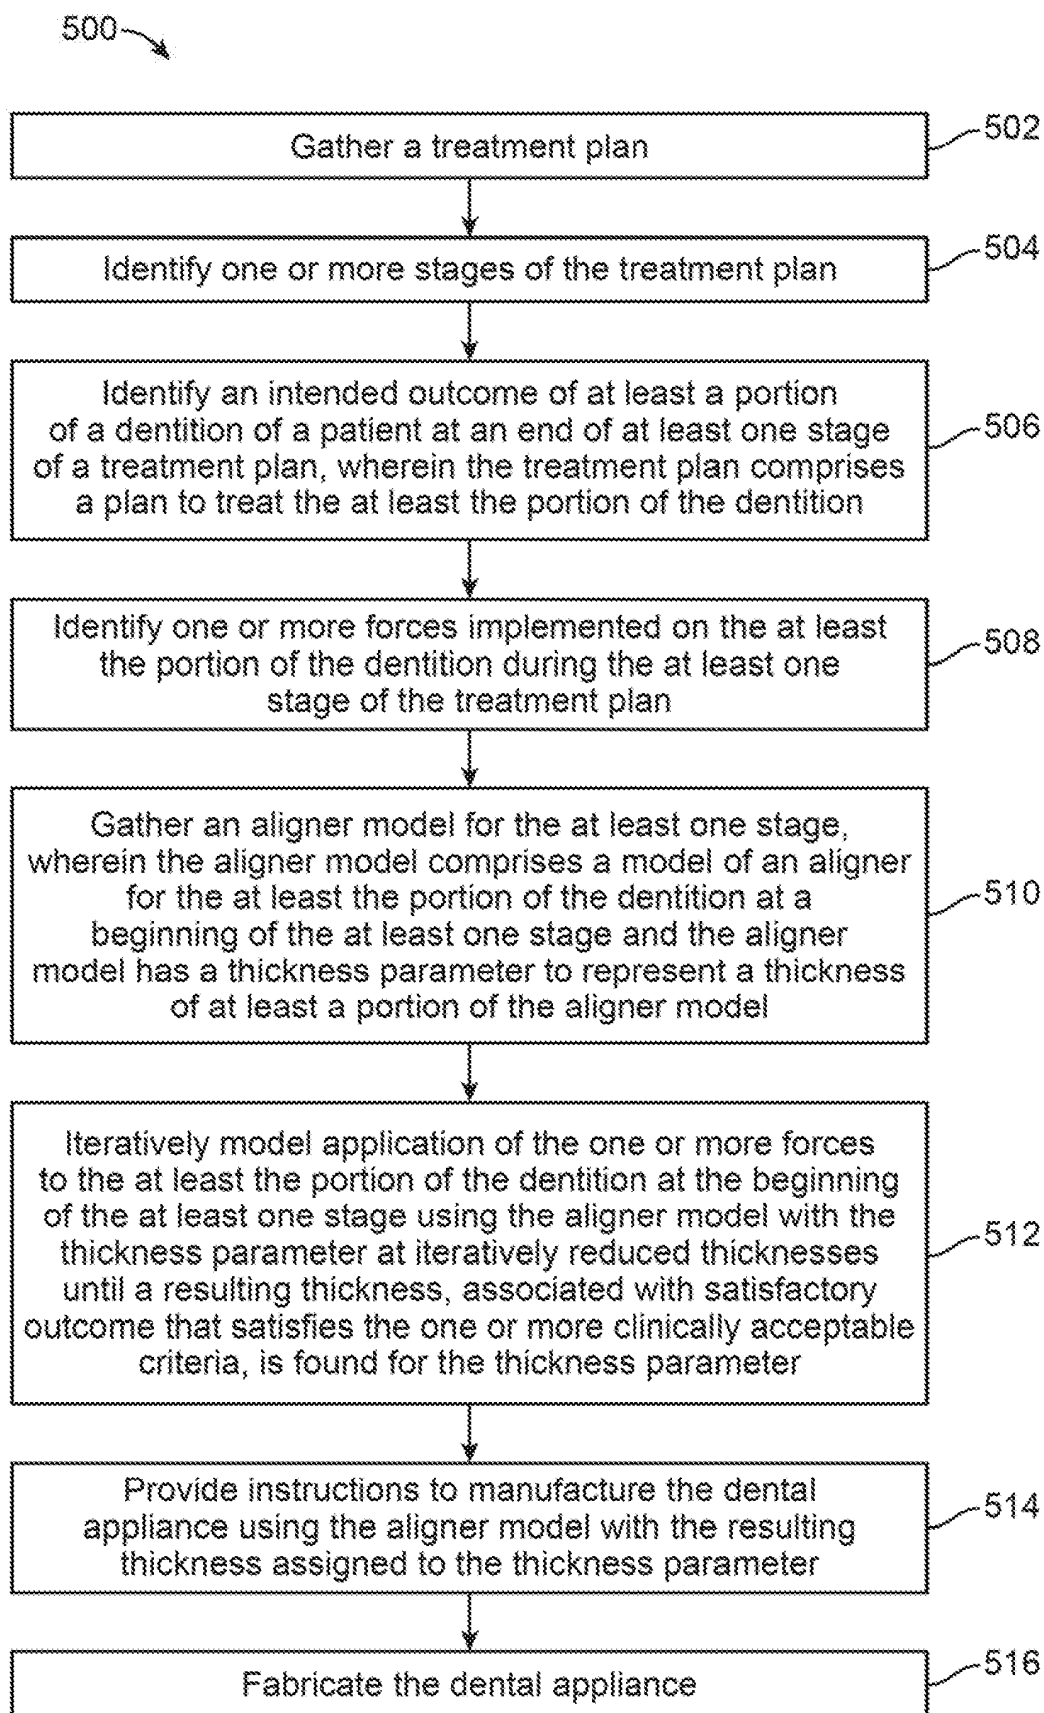 500
Gather a treatment plan
502
Identify one or more stages of the treatment plan
504
Identify an intended outcome of at least a portion
of a dentition of a patient at an end of at least one stage
of a treatment plan, wherein the treatment plan comprises
a plan to treat the at least the portion of the dentition
506
Identify one or more forces implemented on the at least
the portion of the dentition during the at least one
stage of the treatment plan
508
Gather an aligner model for the at least one stage,
wherein the aligner model comprises a model of an aligner
for the at least the portion of the dentition at a
beginning of the at least one stage and the aligner
model has a thickness parameter to represent a thickness
of at least a portion of the aligner model
510
Iteratively model application of the one or more forces
to the at least the portion of the dentition at the beginning
of the at least one stage using the aligner model with the
thickness parameter at iteratively reduced thicknesses
until a resulting thickness, associated with satisfactory
outcome that satisfies the one or more clinically acceptable
criteria, is found for the thickness parameter
512
Provide instructions to manufacture the dental
appliance using the aligner model with the resulting
thickness assigned to the thickness parameter
514
Fabricate the dental appliance
516